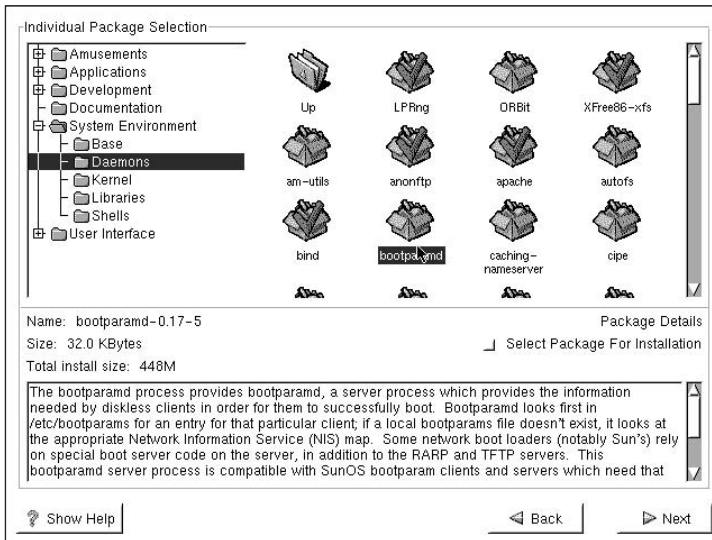 Individual Package Selection
Amusements
Applications
Development
Documentation
System Environment
Base
Daemons
Kernel
Libraries
Shells
User Interface
Up
LPRng
ORBit
XFree86-xfs
am-utils
anonftp
apache
autofs
bind
bootparamd
caching-
nameserver
cipe
Name: bootparamd-0.17-5
Package Details
Size: 32.0 KBytes
Select Package For Installation
Total install size: 448M
The bootparamd process provides bootparamd, a server process which provides the information
needed by diskless clients in order for them to successfully boot. Bootparamd looks first in
/etc/bootparams for an entry for that particular client; if a local bootparams file doesn't exist, it looks at
the appropriate Network Information Service (NIS) map. Some network boot loaders (notably Sun's) rely
on special boot server code on the server, in addition to the RARP and TFTP servers. This
bootparamd server process is compatible with SunOS bootparam clients and servers which need that
Show Help
Back
Next